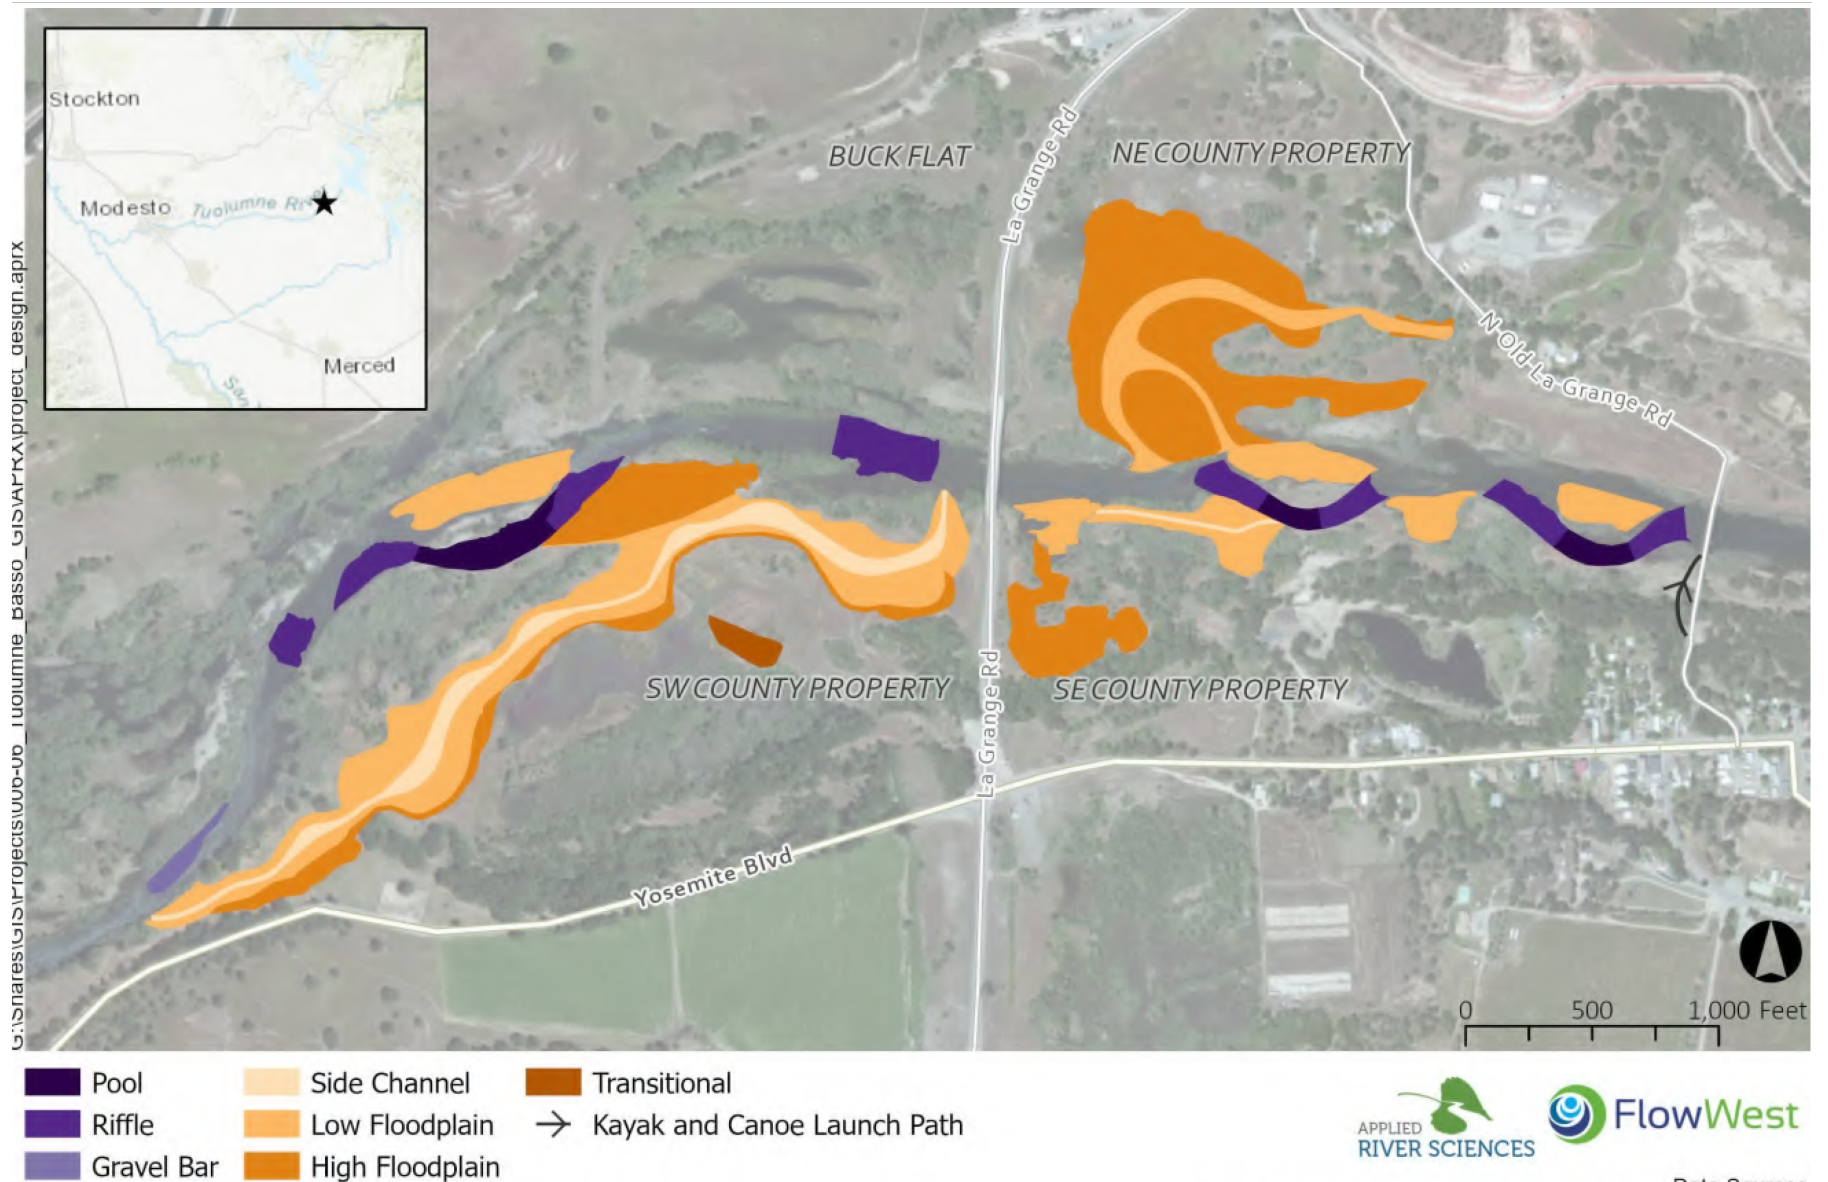 Stockton
Modesto
Tuolumne Ri
Merced
San
BUCK FLAT
NE COUNTY PROPERTY
La Grange Rd
N Old La Grange Rd
SW COUNTY PROPERTY
SE COUNTY PROPERTY
La Grange Rd
Yosemite Blvd
0 500 1,000 Feet
Pool
Riffle
Gravel Bar
Side Channel
Low Floodplain
High Floodplain
Transitional
Kayak and Canoe Launch Path
APPLIED
RIVER SCIENCES
FlowWest